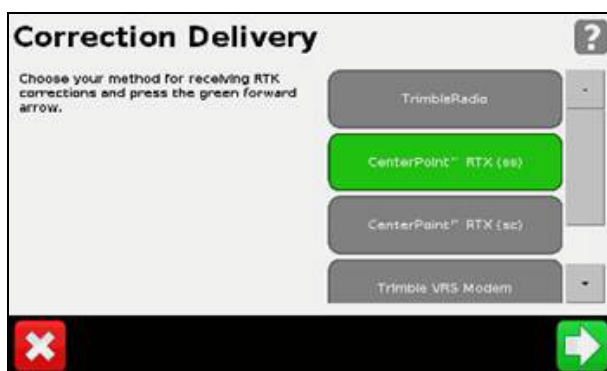 Correction Delivery
?
Choose your method for receiving RTK
corrections and press the green forward
arrow.
TrimbleRadio
CenterPoint™ RTX (ss)
CenterPoint™ RTX (sc)
Trimble VRS Modem